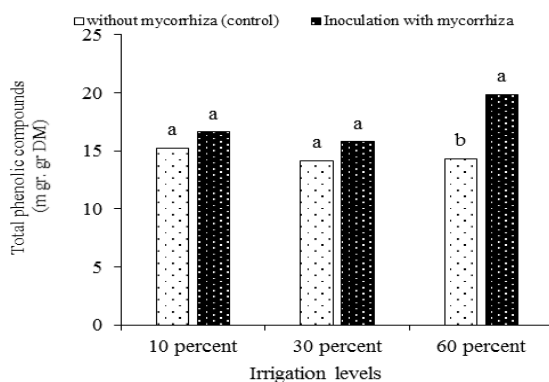 without mycorrhiza (control) Inoculation with mycorrhiza
Total phenolic compounds
(m gr. gr DM)
25
20
15
10
5
0
a a a a b a
10 percent 30 percent 60 percent
Irrigation levels